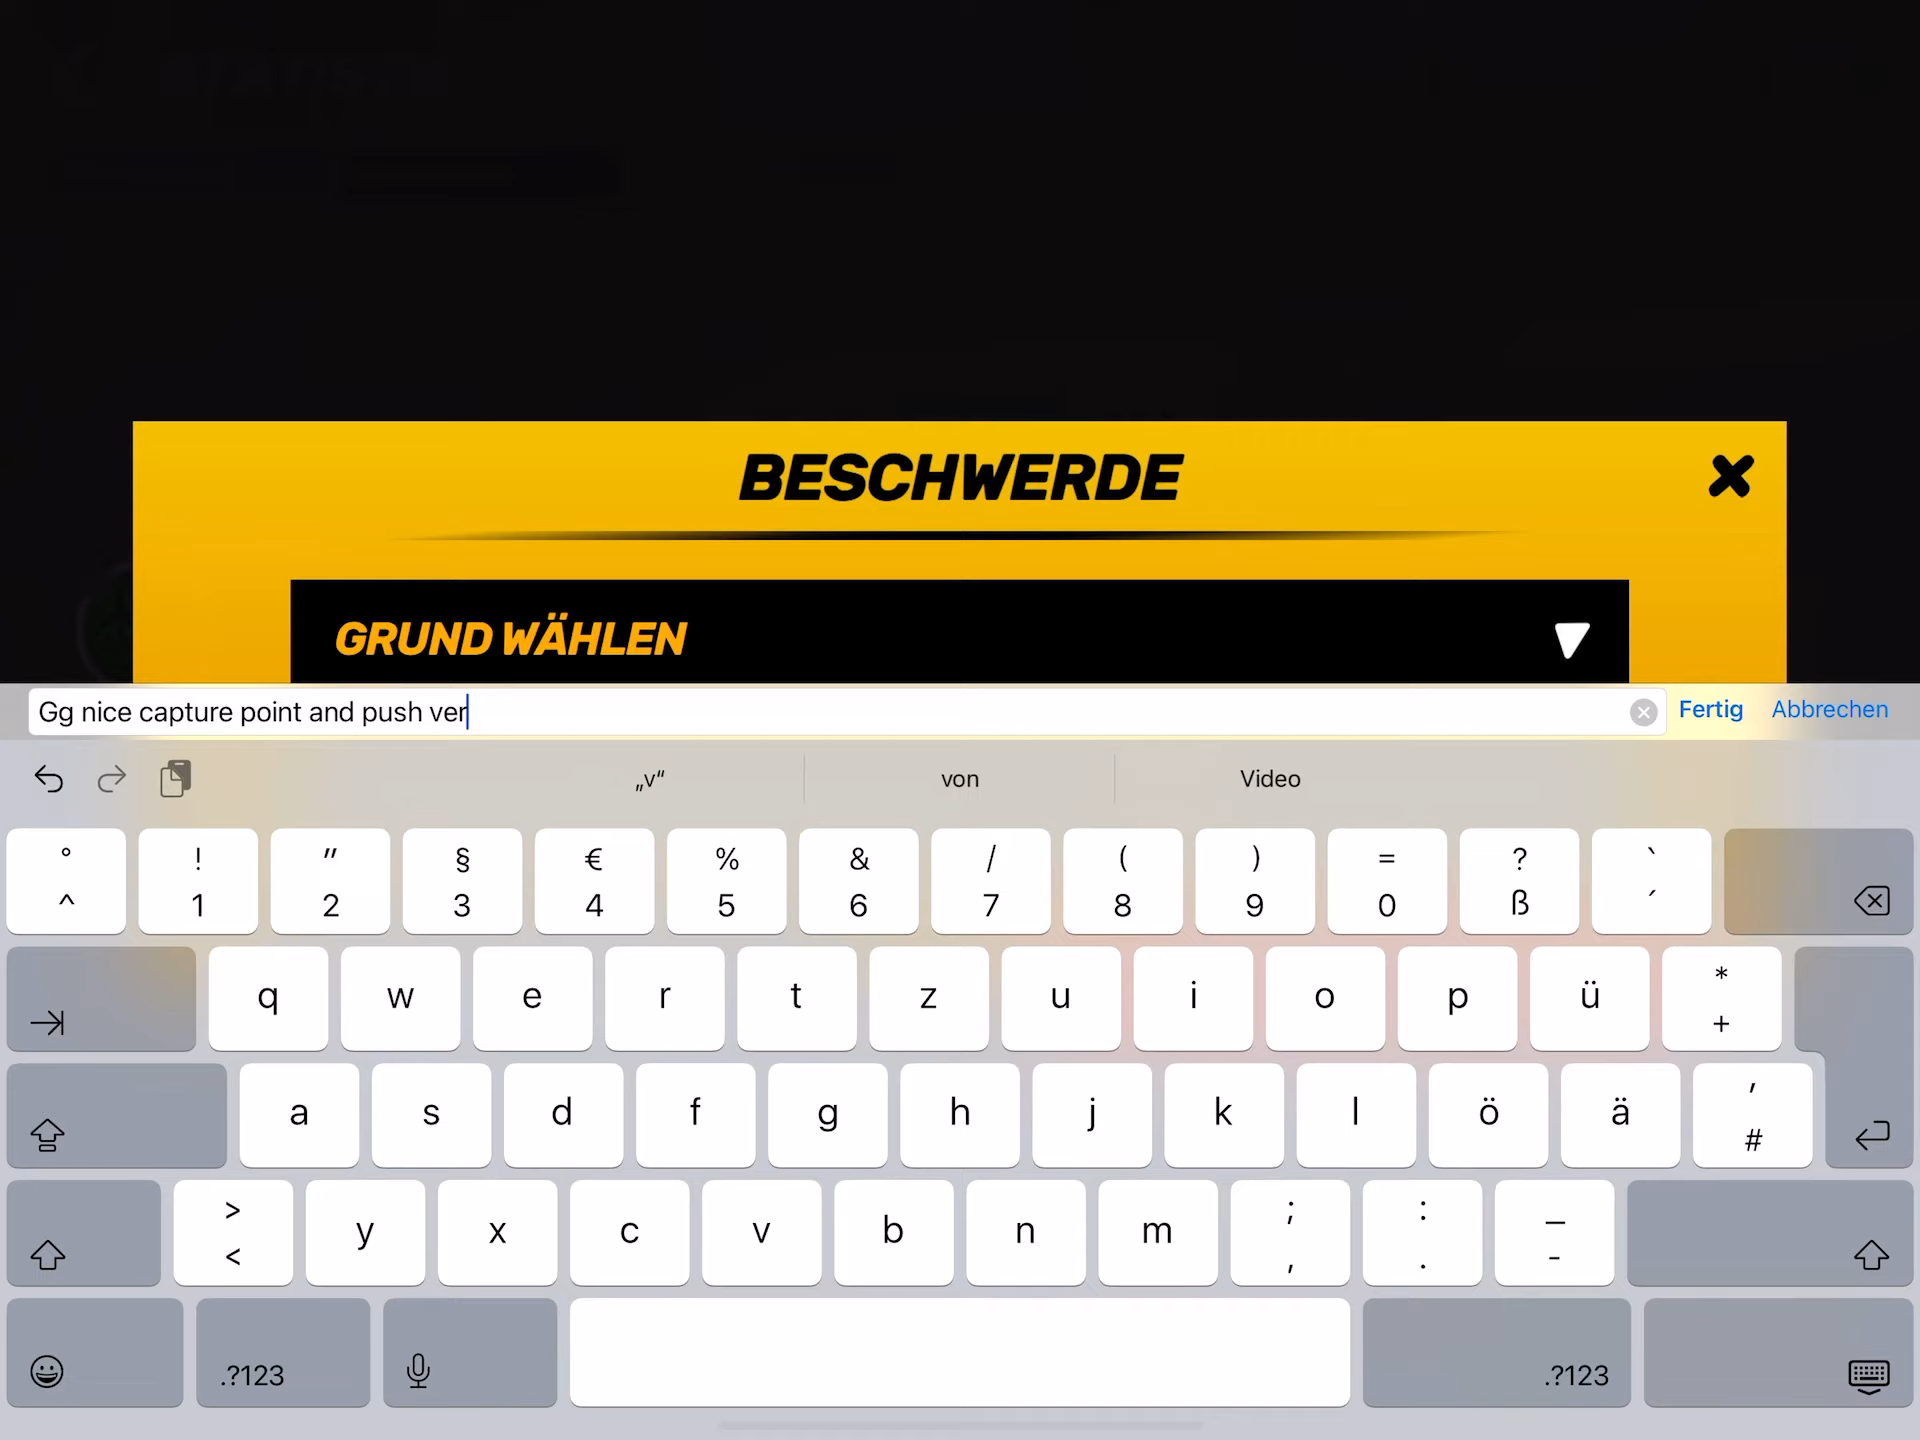 BESCHWERDE
GRUND WÄHLEN
Gg nice capture point and push ver
Fertig Abbrechen
„v“ von Video
° ! " § € % & / ( ) = ? `
^ 1 2 3 4 5 6 7 8 9 0 ß ´
q w e r t z u i o p ü * +
a s d f g h j k l ö ä ' #
> < y x c v b n m ; , : . _ -
.?123 .?123